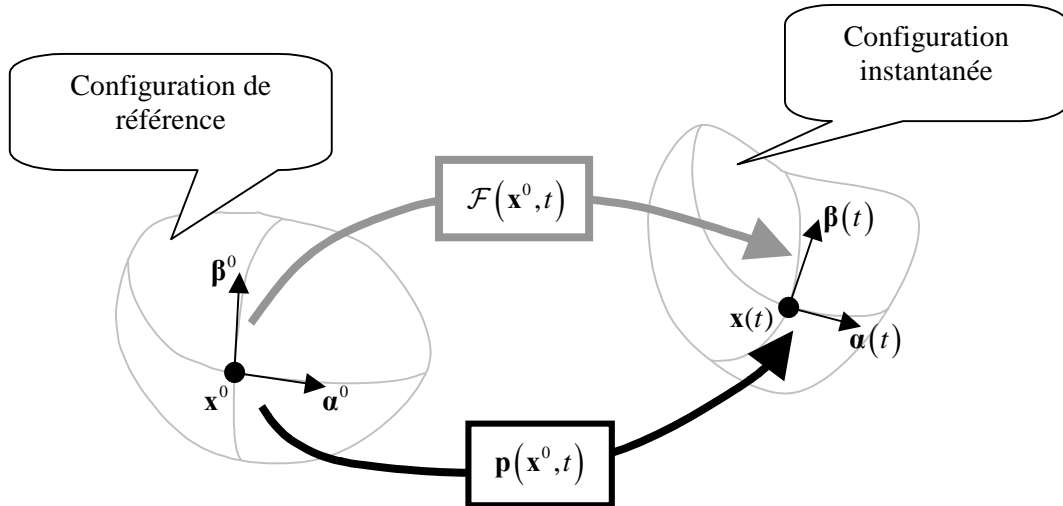 Configuration de
référence
Configuration
instantanée
𝓕(x⁰,t)
β(t)
β⁰
x(t)
α(t)
x⁰
α⁰
p(x⁰,t)